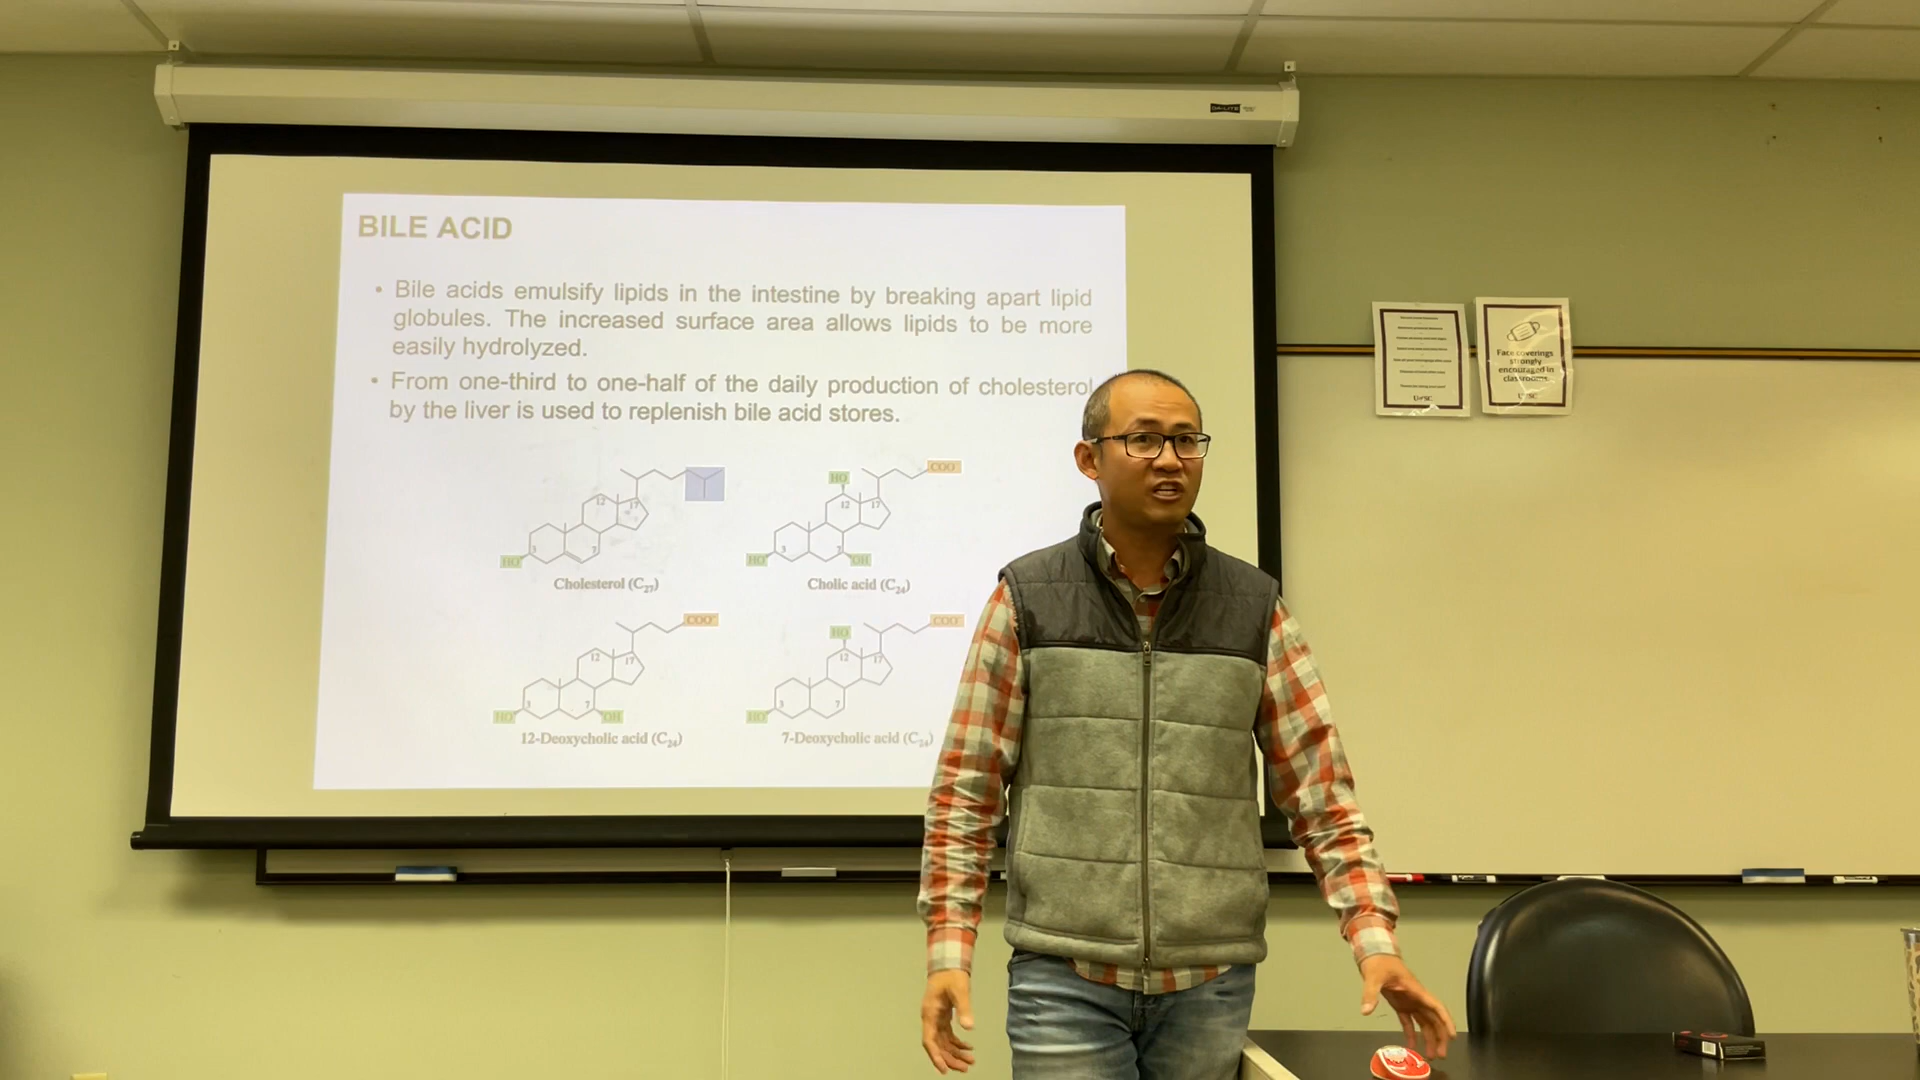 DA-LITE
BILE ACID
• Bile acids emulsify lipids in the intestine by breaking apart lipid
globules. The increased surface area allows lipids to be more
easily hydrolyzed.
• From one-third to one-half of the daily production of cholesterol
by the liver is used to replenish bile acid stores.
12
17
3
7
HO
Cholesterol (C27)
COO
HO
12
17
3
7
HO
OH
Cholic acid (C24)
COO⁻
12
17
3
7
HO
OH
12-Deoxycholic acid (C24)
COO⁻
HO
12
17
3
7
HO
7-Deoxycholic acid (C24)
Face coverings
strongly
encouraged in
classrooms.